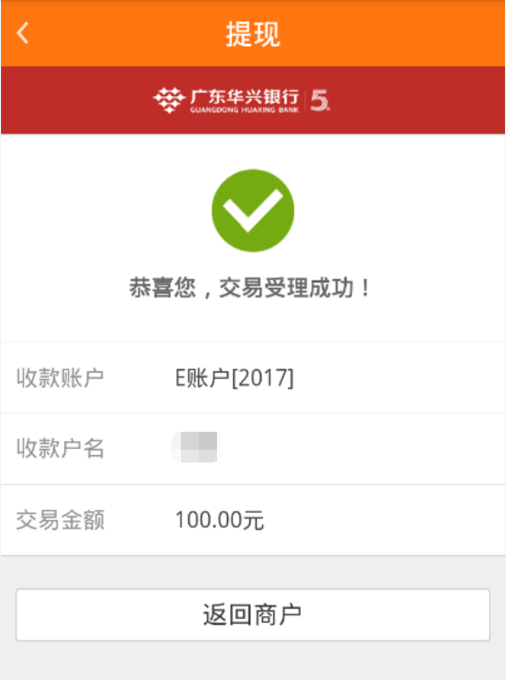 提现
广东华兴银行 5
GUANGDONG HUAXING BANK
恭喜您，交易受理成功！
收款账户 E账户[2017]
收款户名
交易金额 100.00元
返回商户